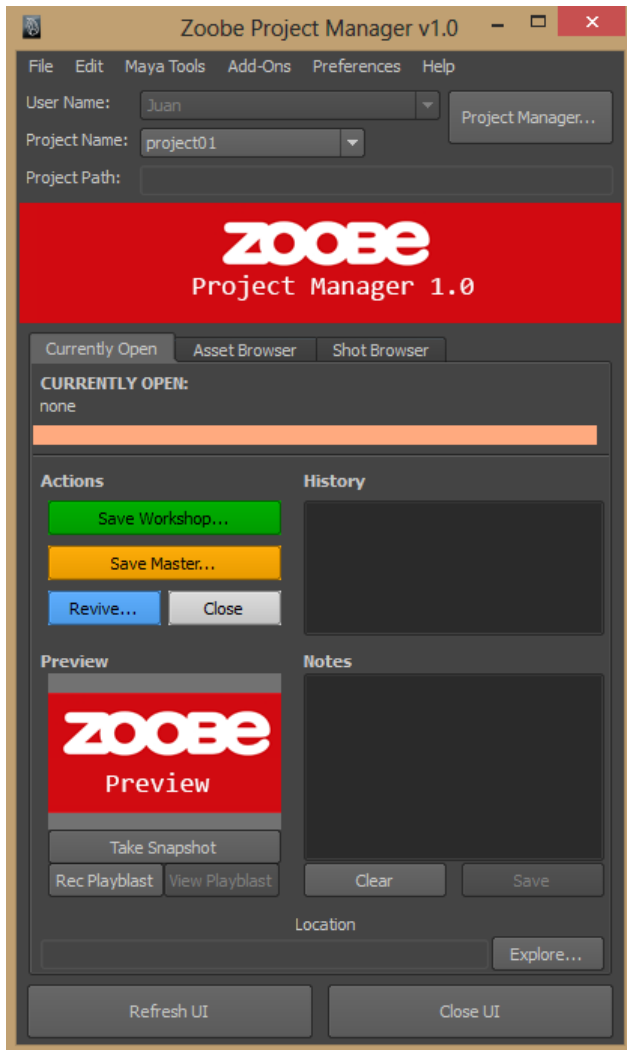 Zoobe Project Manager v1.0
File Edit Maya Tools Add-Ons Preferences Help
User Name: Juan
Project Manager...
Project Name: project01
Project Path:
ZOOBE
Project Manager 1.0
Currently Open Asset Browser Shot Browser
CURRENTLY OPEN:
none
Actions History
Save Workshop...
Save Master...
Revive... Close
Preview Notes
ZOOBE
Preview
Take Snapshot
Rec Playblast View Playblast Clear Save
Location
Explore...
Refresh UI Close UI